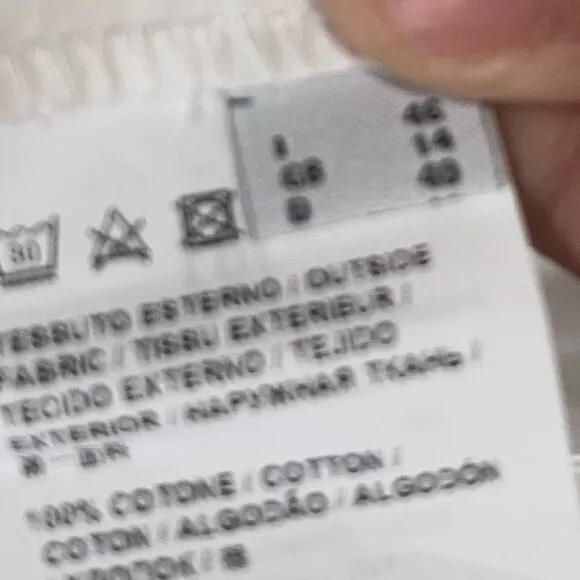 46
I 14
GB 40
D
30
TESSUTO ESTERNO / OUTSIDE
FABRIC / TISSU EXTERIEUR /
TECIDO EXTERNO / TEJIDO
EXTERIOR / НАРУЖНАЯ ТКАНЬ /
100% COTONE / COTTON /
COTON / ALGODÃO / ALGODÓN